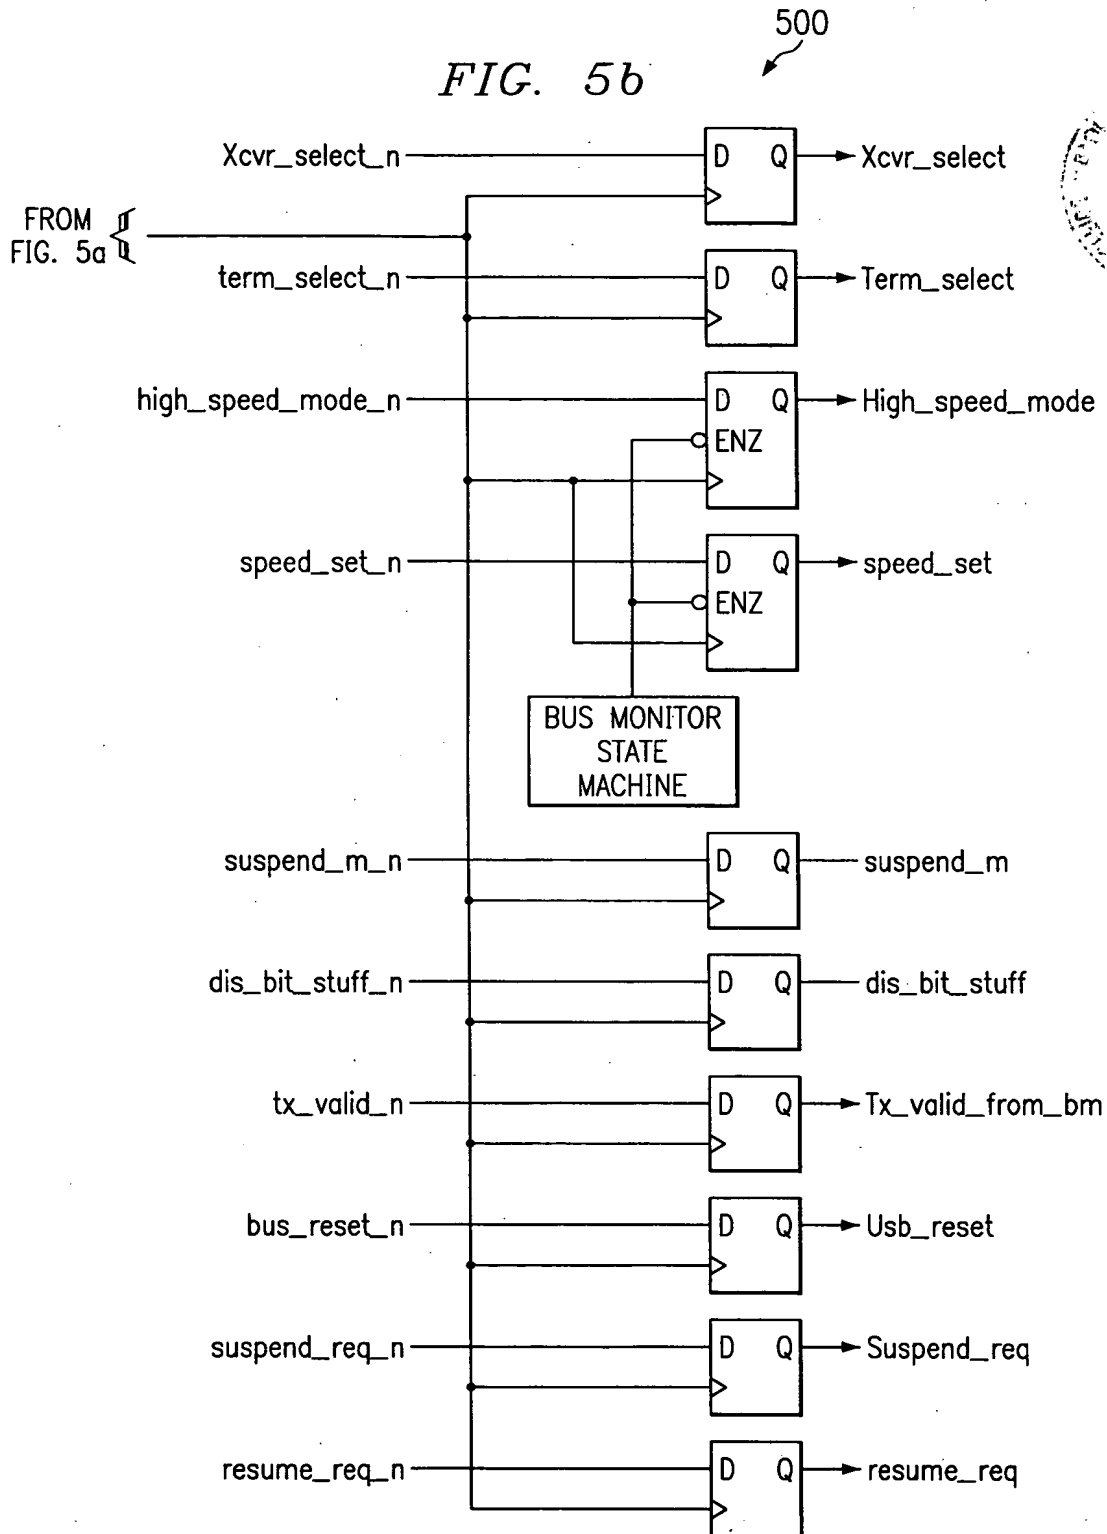 500
FIG. 5b
Xcvr_select_n D Q Xcvr_select
FROM
FIG. 5a
term_select_n D Q Term_select
high_speed_mode_n D Q High_speed_mode
ENZ
speed_set_n D Q speed_set
ENZ
BUS MONITOR
STATE
MACHINE
suspend_m_n D Q suspend_m
dis_bit_stuff_n D Q dis_bit_stuff
tx_valid_n D Q Tx_valid_from_bm
bus_reset_n D Q Usb_reset
suspend_req_n D Q Suspend_req
resume_req_n D Q resume_req